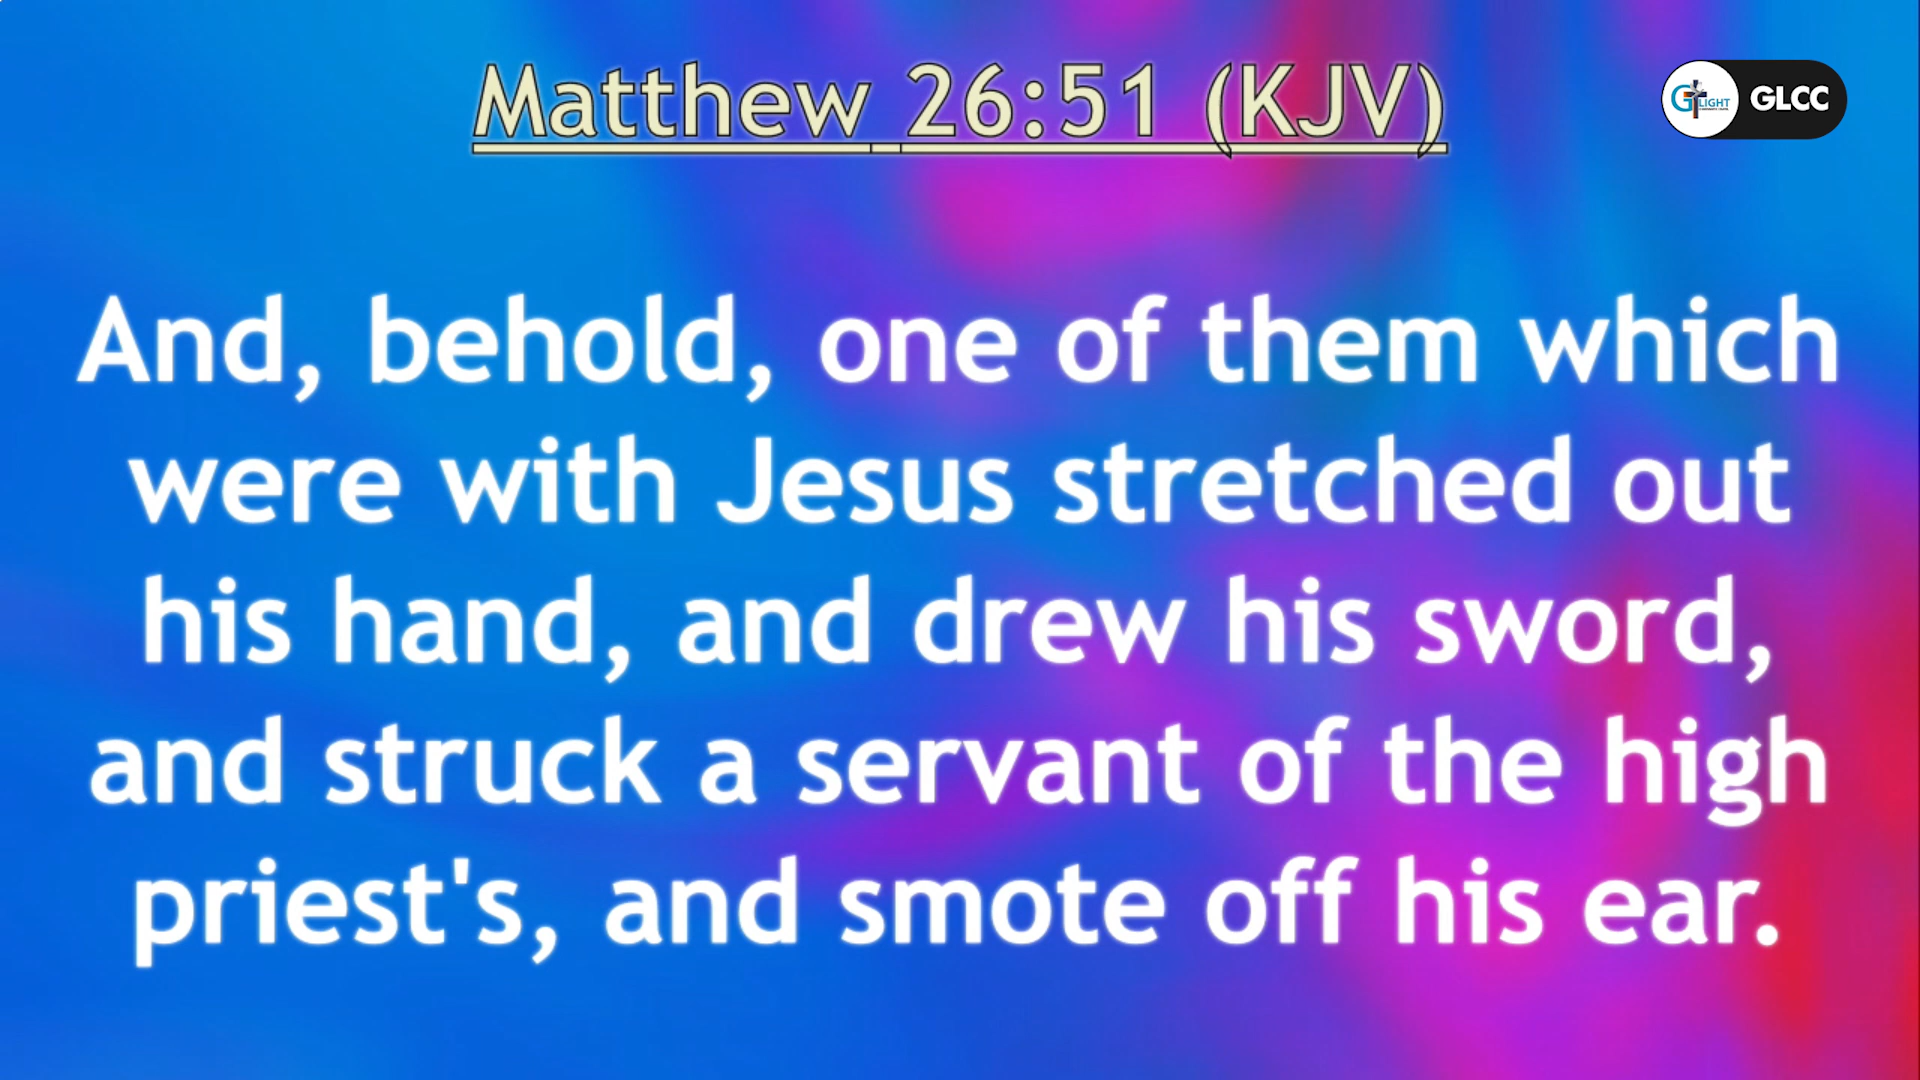 Matthew 26:51 (KJV)
GLIGHT
GLCC
And, behold, one of them which
were with Jesus stretched out
his hand, and drew his sword,
and struck a servant of the high
priest's, and smote off his ear.